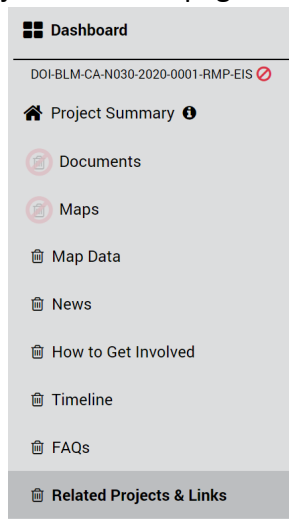 Dashboard
DOI-BLM-CA-N030-2020-0001-RMP-EIS
Project Summary
Documents
Maps
Map Data
News
How to Get Involved
Timeline
FAQs
Related Projects & Links